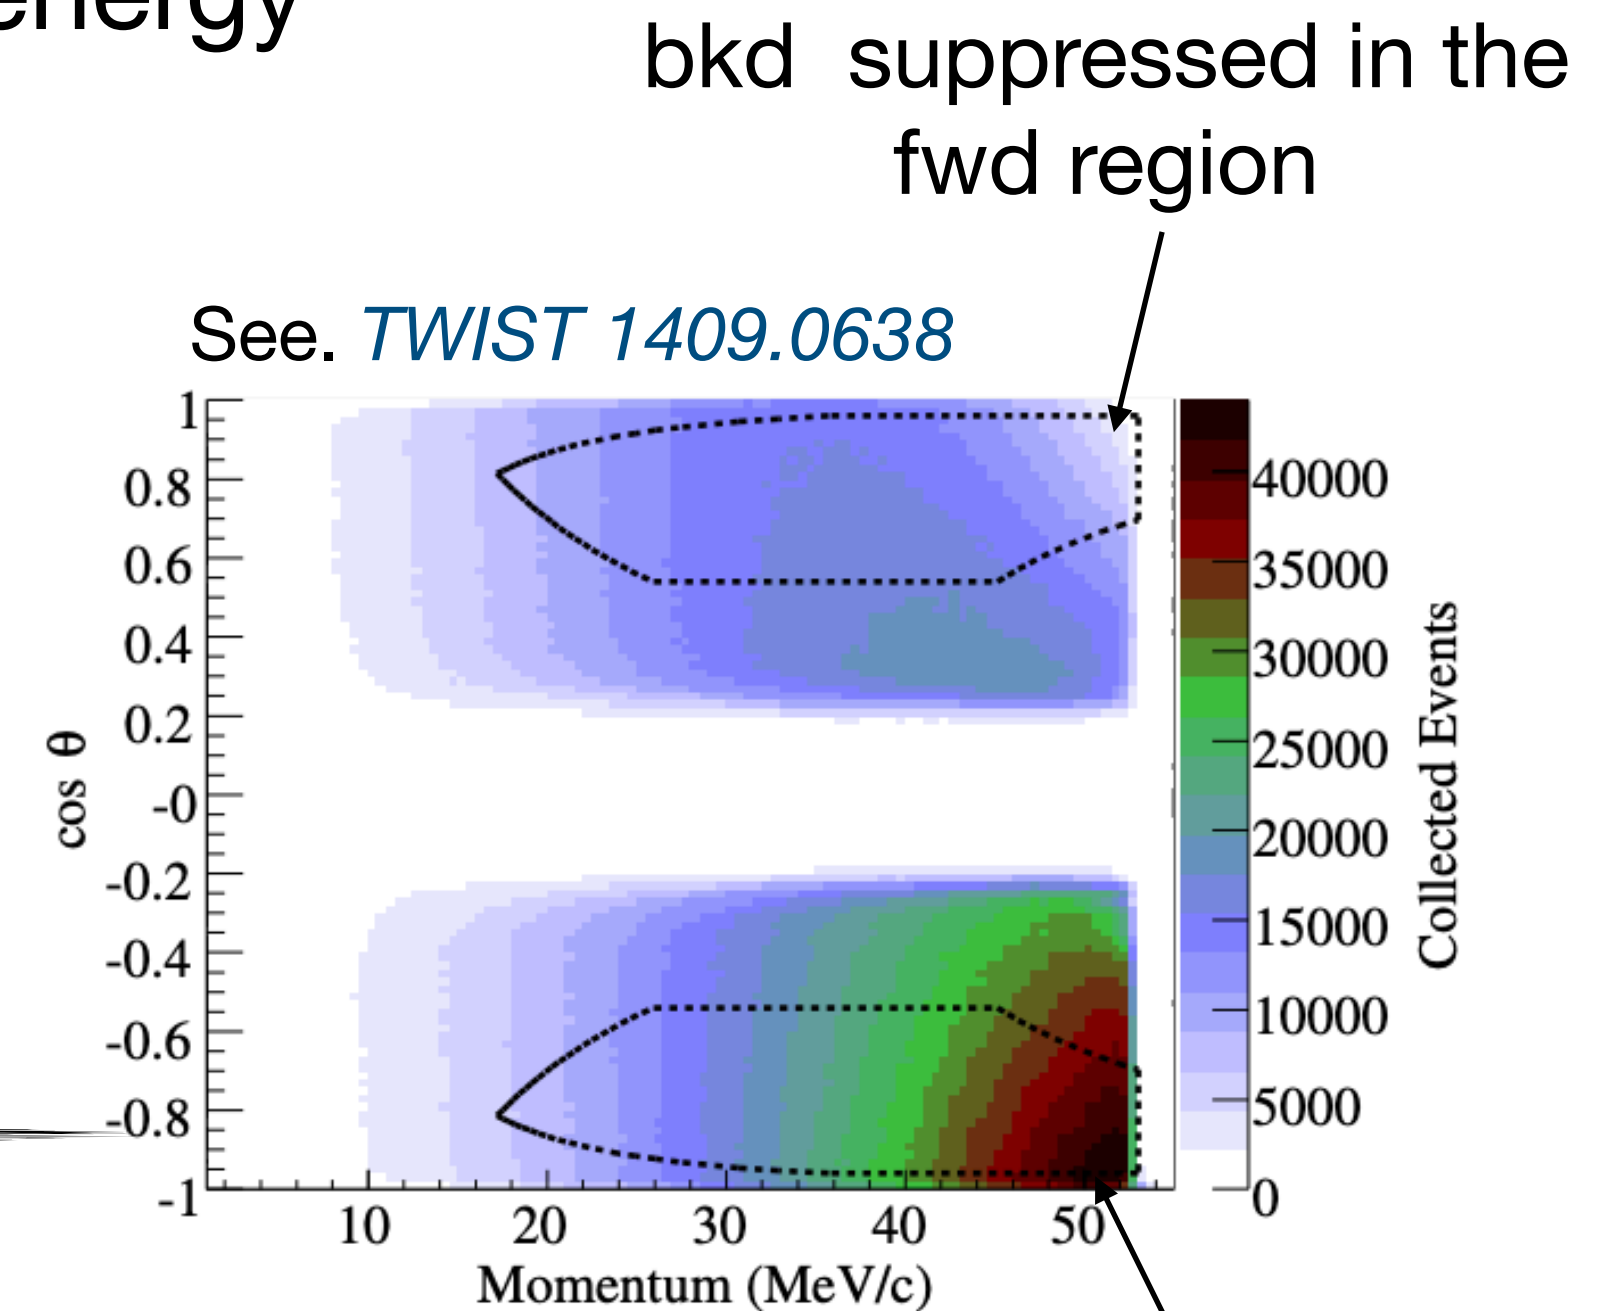 energy
bkd suppressed in the
fwd region
See. TWIST 1409.0638
1
0.8
0.6
0.4
0.2
-0
-0.2
-0.4
-0.6
-0.8
-1
cos θ
10 20 30 40 50
Momentum (MeV/c)
40000
35000
30000
25000
20000
15000
10000
5000
0
Collected Events